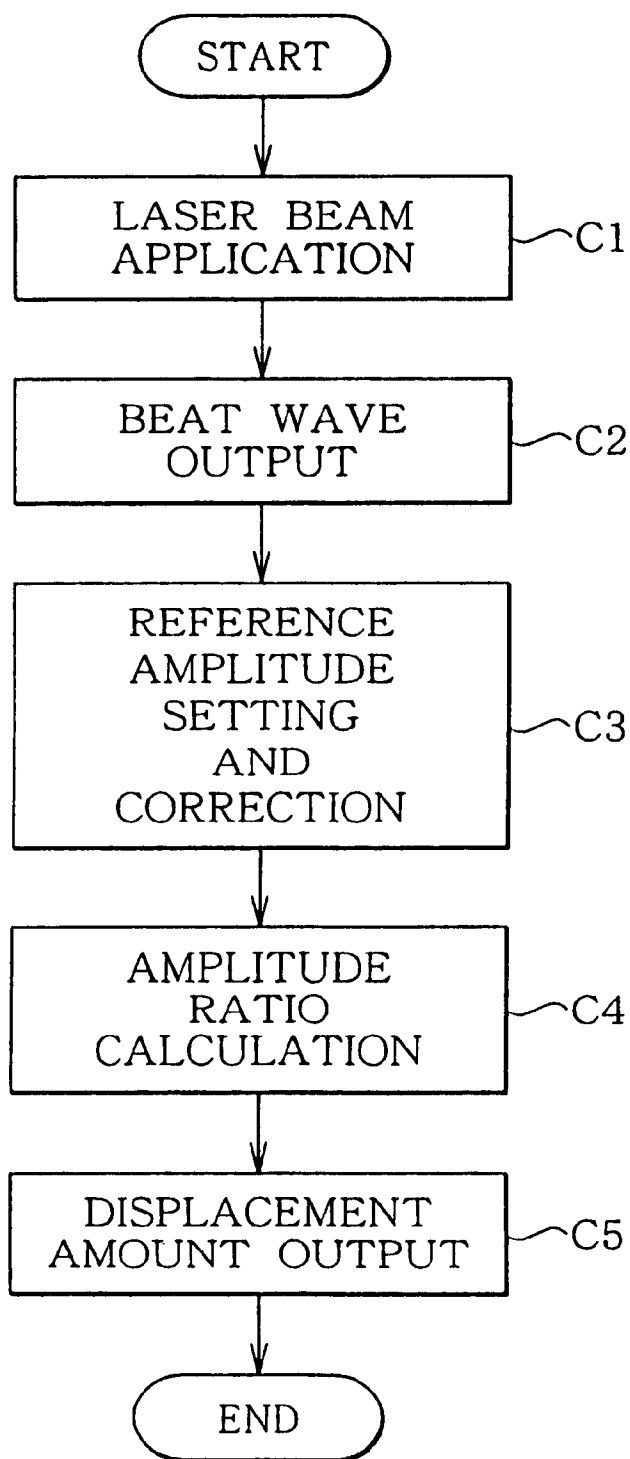 START
LASER BEAM
APPLICATION
C1
BEAT WAVE
OUTPUT
C2
REFERENCE
AMPLITUDE
SETTING
AND
CORRECTION
C3
AMPLITUDE
RATIO
CALCULATION
C4
DISPLACEMENT
AMOUNT OUTPUT
C5
END